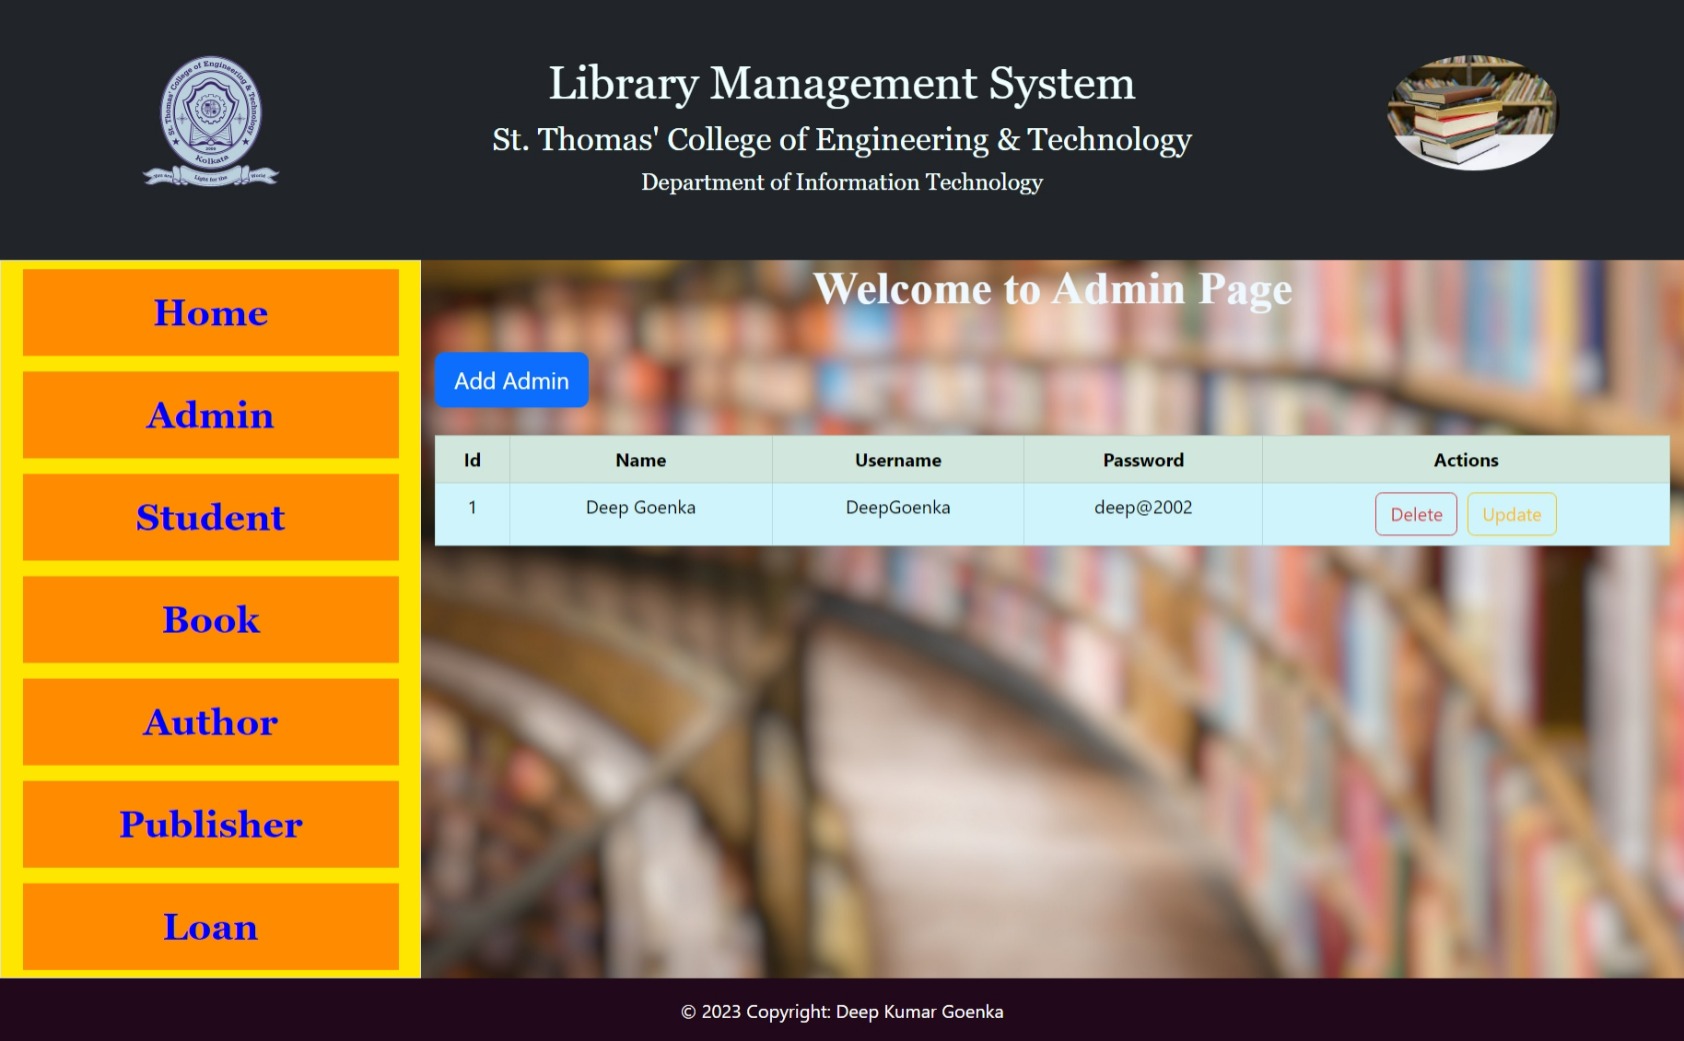 St. Thomas' College of Engineering & Technology
Kolkata
Library Management System
St. Thomas' College of Engineering & Technology
Department of Information Technology
Home
Admin
Student
Book
Author
Publisher
Loan
Welcome to Admin Page
Add Admin
Id Name Username Password Actions
1 Deep Goenka DeepGoenka deep@2002 Delete Update
© 2023 Copyright: Deep Kumar Goenka